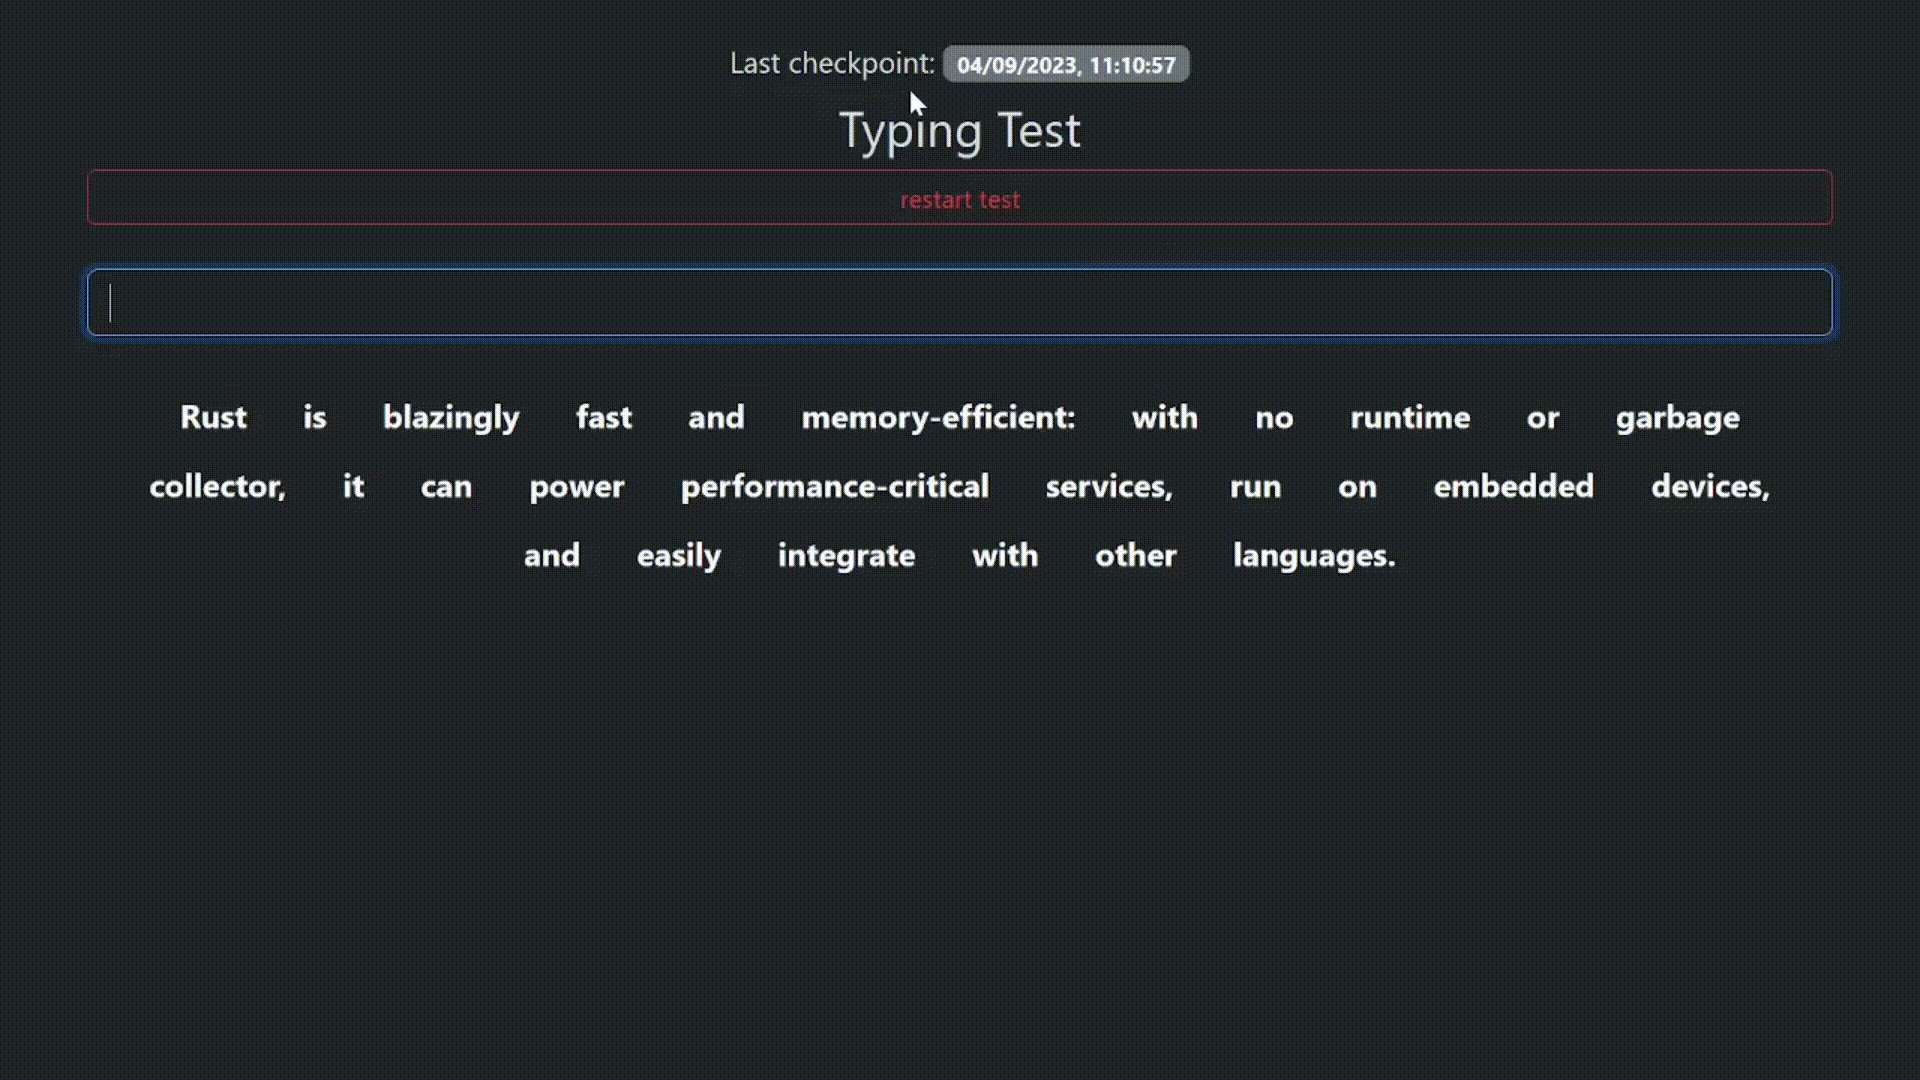 Last checkpoint: 04/09/2023, 11:10:57
Typing Test
restart test
Rust is blazingly fast and memory-efficient: with no runtime or garbage
collector, it can power performance-critical services, run on embedded devices,
and easily integrate with other languages.